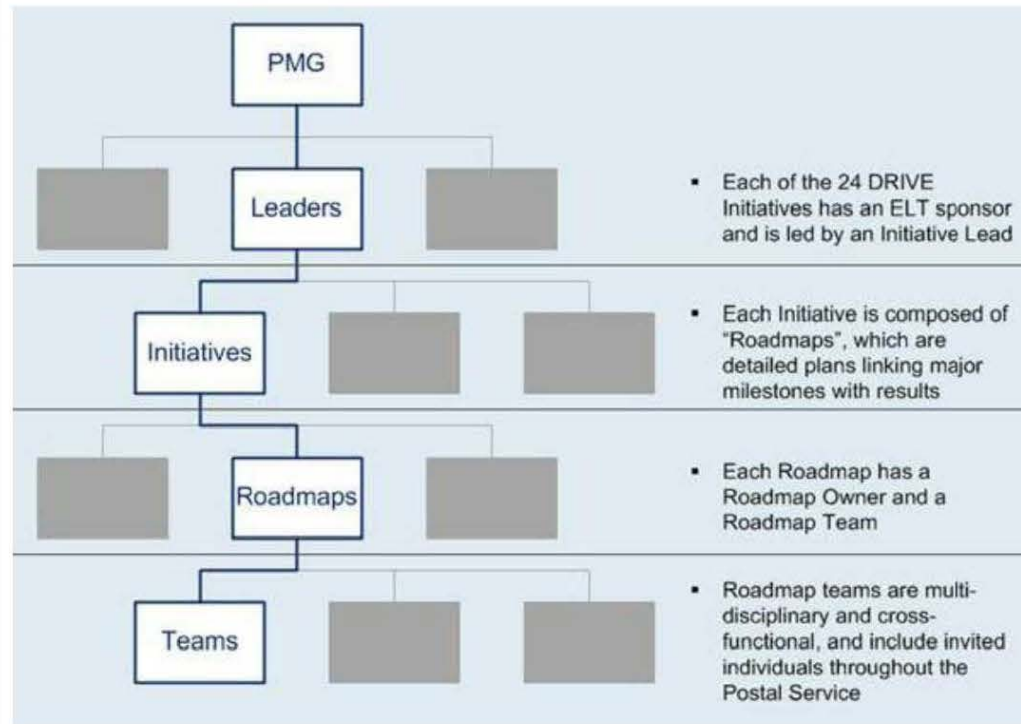 PMG
Leaders
▪ Each of the 24 DRIVE
Initiatives has an ELT sponsor
and is led by an Initiative Lead
Initiatives
▪ Each Initiative is composed of
“Roadmaps”, which are
detailed plans linking major
milestones with results
Roadmaps
▪ Each Roadmap has a
Roadmap Owner and a
Roadmap Team
Teams
▪ Roadmap teams are multi-
disciplinary and cross-
functional, and include invited
individuals throughout the
Postal Service